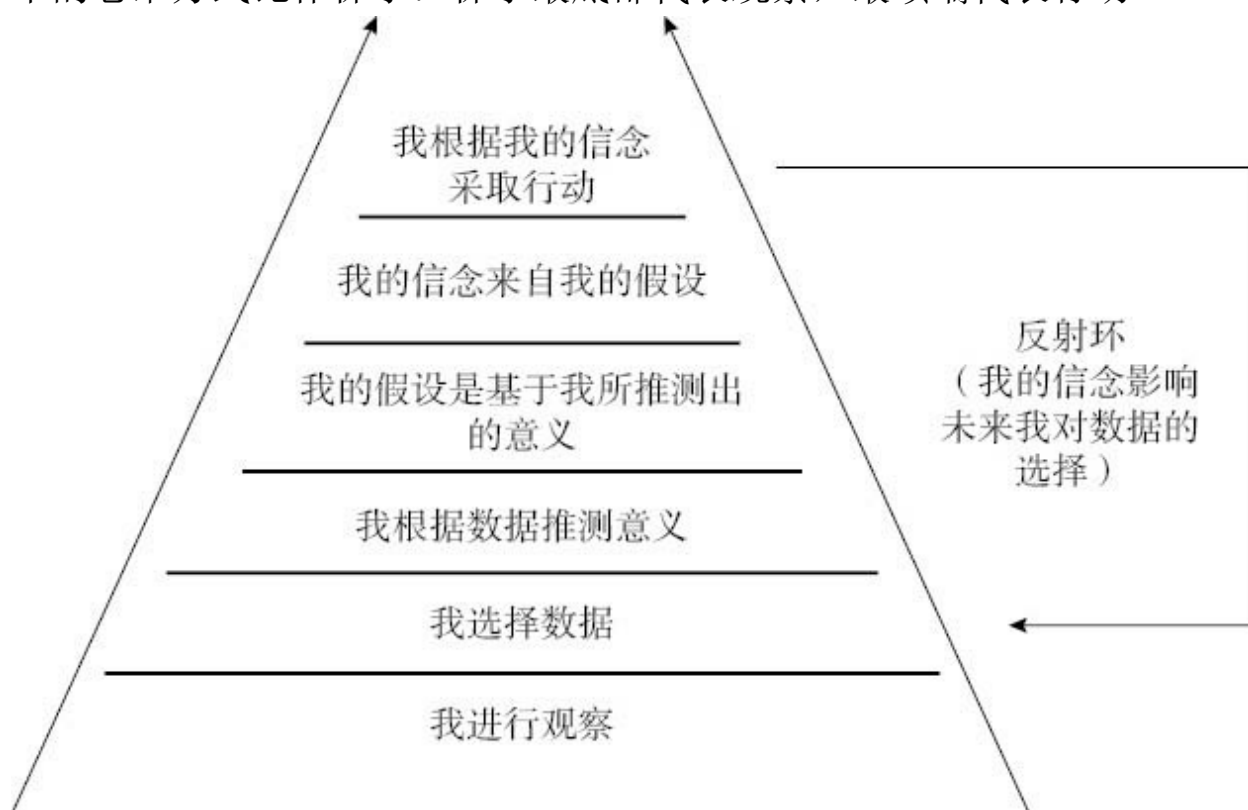 我根据我的信念
采取行动
我的信念来自我的假设
我的假设是基于我所推测出
的意义
我根据数据推测意义
我选择数据
我进行观察
反射环
（我的信念影响
未来我对数据的
选择）